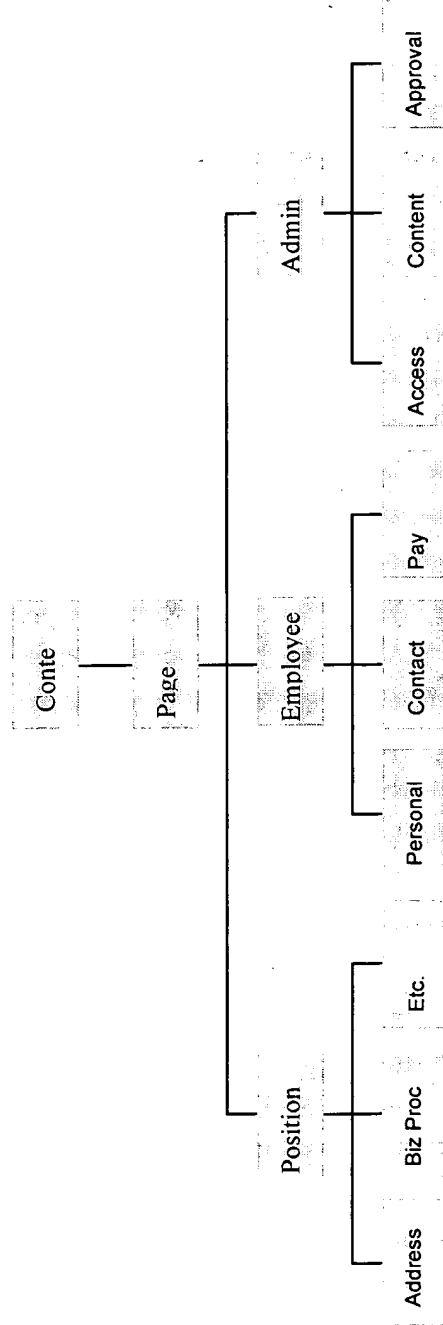 Conte
Page
Position
Employee
Admin
Address
Biz Proc
Etc.
Personal
Contact
Pay
Access
Content
Approval